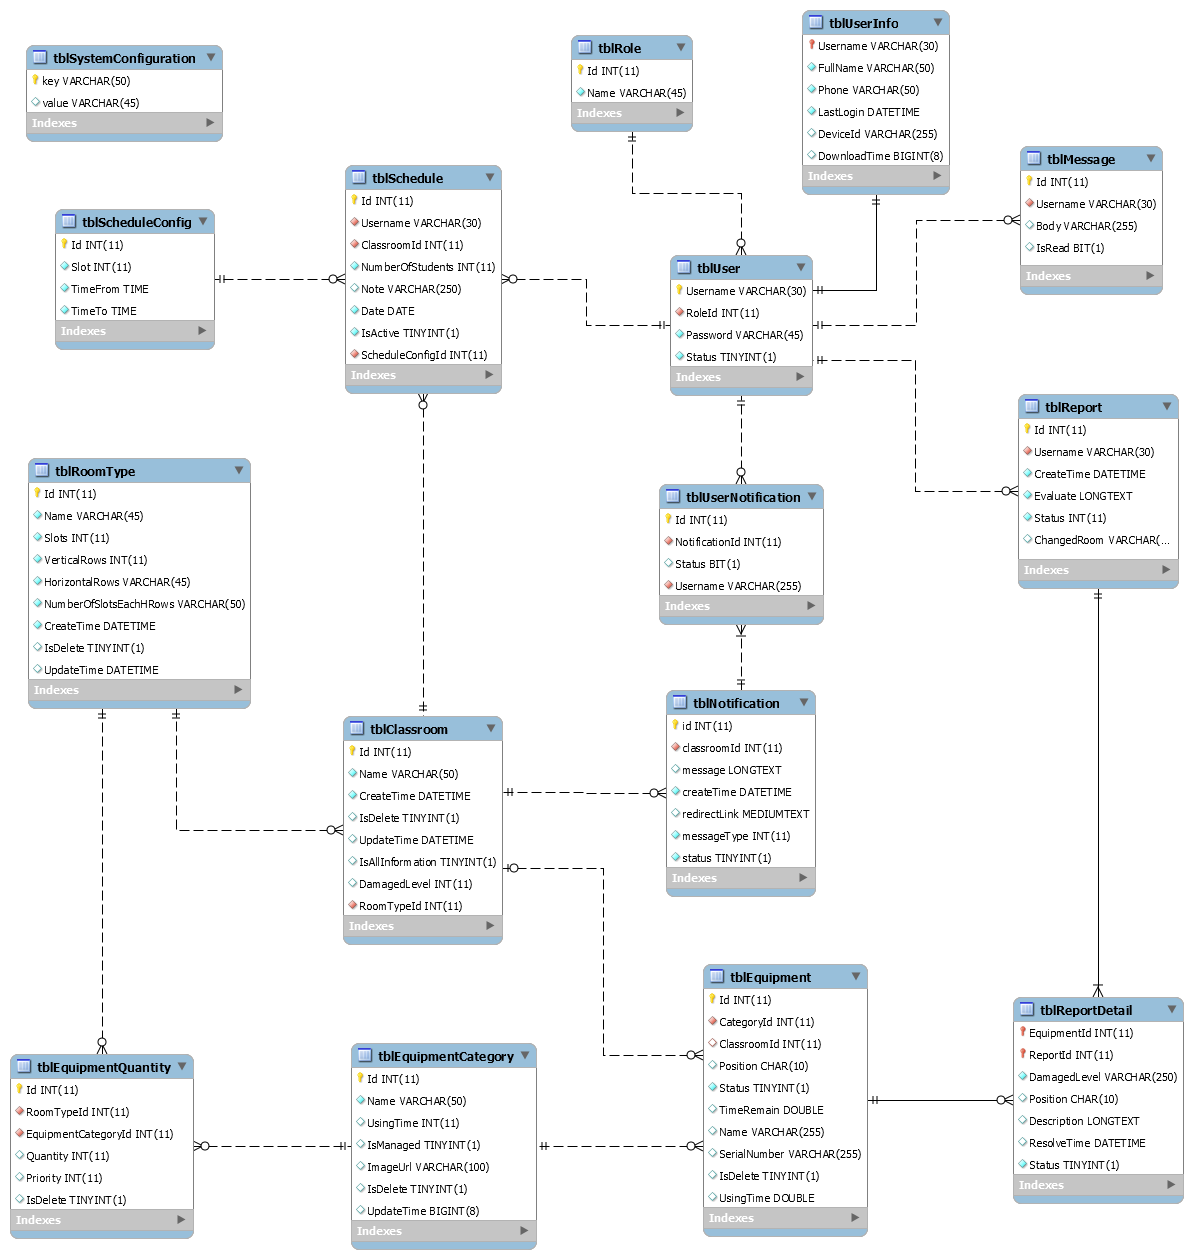 tblSystemConfiguration
key VARCHAR(50)
value VARCHAR(45)
Indexes
tblRole
Id INT(11)
Name VARCHAR(45)
Indexes
tblUserInfo
Username VARCHAR(30)
FullName VARCHAR(50)
Phone VARCHAR(50)
LastLogin DATETIME
DeviceId VARCHAR(255)
DownloadTime BIGINT(8)
Indexes
tblMessage
Id INT(11)
Username VARCHAR(30)
Body VARCHAR(255)
IsRead BIT(1)
Indexes
tblSchedule
Id INT(11)
Username VARCHAR(30)
ClassroomId INT(11)
NumberOfStudents INT(11)
Note VARCHAR(250)
Date DATE
IsActive TINYINT(1)
ScheduleConfigId INT(11)
Indexes
tblScheduleConfig
Id INT(11)
Slot INT(11)
TimeFrom TIME
TimeTo TIME
Indexes
tblUser
Username VARCHAR(30)
RoleId INT(11)
Password VARCHAR(45)
Status TINYINT(1)
Indexes
tblReport
Id INT(11)
Username VARCHAR(30)
CreateTime DATETIME
Evaluate LONGTEXT
Status INT(11)
ChangedRoom VARCHAR(...
Indexes
tblRoomType
Id INT(11)
Name VARCHAR(45)
Slots INT(11)
VerticalRows INT(11)
HorizontalRows VARCHAR(45)
NumberOfSlotsEachHRows VARCHAR(50)
CreateTime DATETIME
IsDelete TINYINT(1)
UpdateTime DATETIME
Indexes
tblUserNotification
Id INT(11)
NotificationId INT(11)
Status BIT(1)
Username VARCHAR(255)
Indexes
tblNotification
id INT(11)
classroomId INT(11)
message LONGTEXT
createTime DATETIME
redirectLink MEDIUMTEXT
messageType INT(11)
status TINYINT(1)
Indexes
tblClassroom
Id INT(11)
Name VARCHAR(50)
CreateTime DATETIME
IsDelete TINYINT(1)
UpdateTime DATETIME
IsAllInformation TINYINT(1)
DamagedLevel INT(11)
RoomTypeId INT(11)
Indexes
tblEquipment
Id INT(11)
CategoryId INT(11)
ClassroomId INT(11)
Position CHAR(10)
Status TINYINT(1)
TimeRemain DOUBLE
Name VARCHAR(255)
SerialNumber VARCHAR(255)
IsDelete TINYINT(1)
UsingTime DOUBLE
Indexes
tblReportDetail
EquipmentId INT(11)
ReportId INT(11)
DamagedLevel VARCHAR(250)
Position CHAR(10)
Description LONGTEXT
ResolveTime DATETIME
Status TINYINT(1)
Indexes
tblEquipmentQuantity
Id INT(11)
RoomTypeId INT(11)
EquipmentCategoryId INT(11)
Quantity INT(11)
Priority INT(11)
IsDelete TINYINT(1)
Indexes
tblEquipmentCategory
Id INT(11)
Name VARCHAR(50)
UsingTime INT(11)
IsManaged TINYINT(1)
ImageUrl VARCHAR(100)
IsDelete TINYINT(1)
UpdateTime BIGINT(8)
Indexes